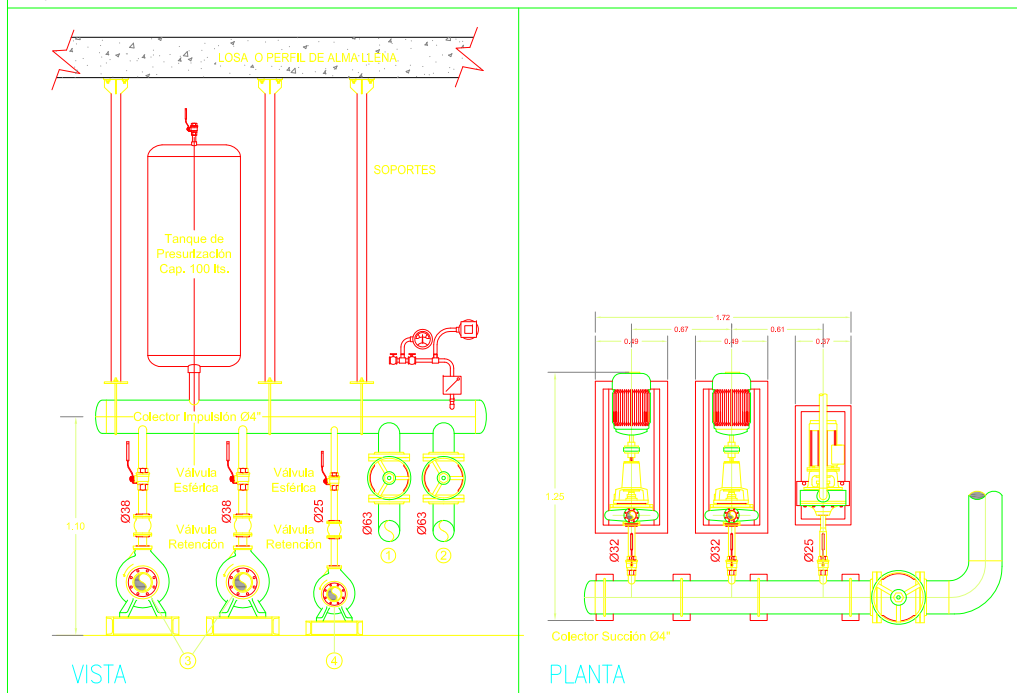 LOSA O PERFIL DE ALMA LLENA
SOPORTES
Tanque de
Presurización
Cap. 100 lts.
Colector Impulsión Ø4"
Válvula
Esférica
Válvula
Esférica
Ø38
Ø38
Ø25
Ø63
Ø63
Válvula
Retención
Válvula
Retención
1.10
1
2
3
4
VISTA
1.72
0.67
0.61
0.49
0.49
0.37
1.25
Ø32
Ø32
Ø25
Colector Succión Ø4"
PLANTA